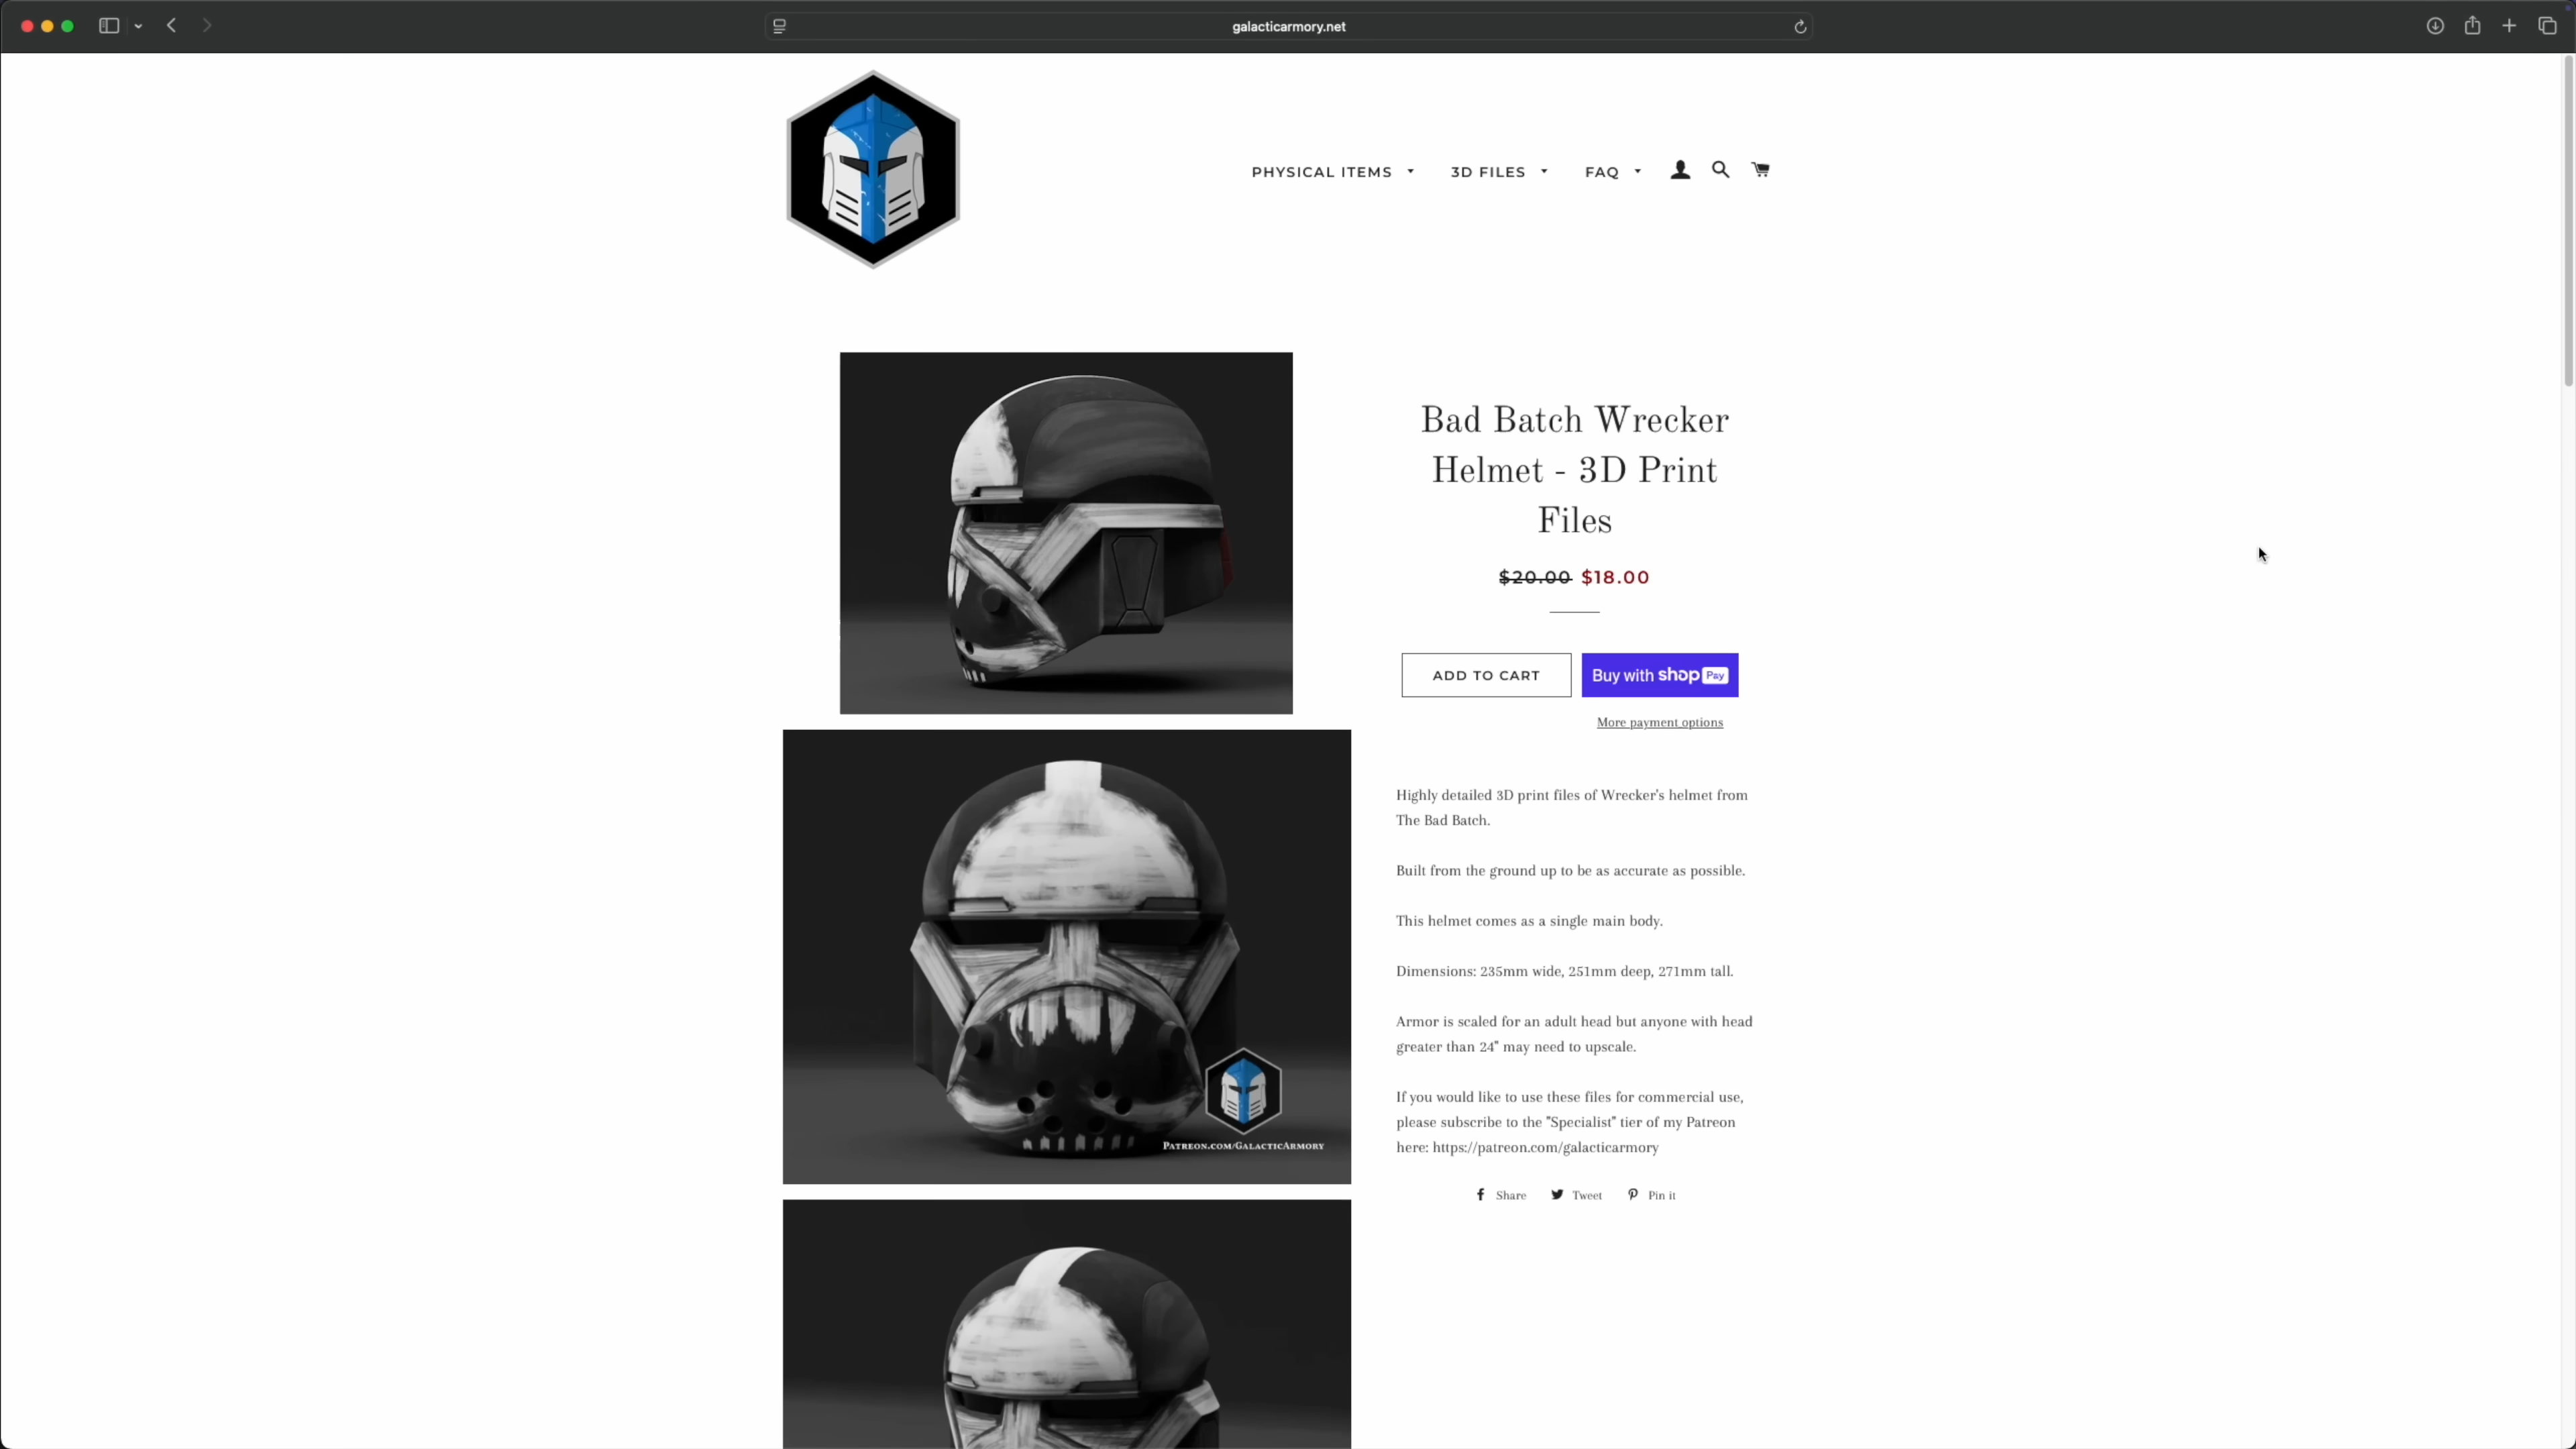 galacticarmory.net
PHYSICAL ITEMS
3D FILES
FAQ
Bad Batch Wrecker
Helmet - 3D Print
Files
$20.00 $18.00
ADD TO CART
Buy with shop Pay
More payment options
Highly detailed 3D print files of Wrecker's helmet from
The Bad Batch.
Built from the ground up to be as accurate as possible.
This helmet comes as a single main body.
Dimensions: 235mm wide, 251mm deep, 271mm tall.
Armor is scaled for an adult head but anyone with head
greater than 24" may need to upscale.
If you would like to use these files for commercial use,
please subscribe to the "Specialist" tier of my Patreon
here: https://patreon.com/galacticarmory
Share Tweet Pin it
PATREON.COM/GALACTICARMORY